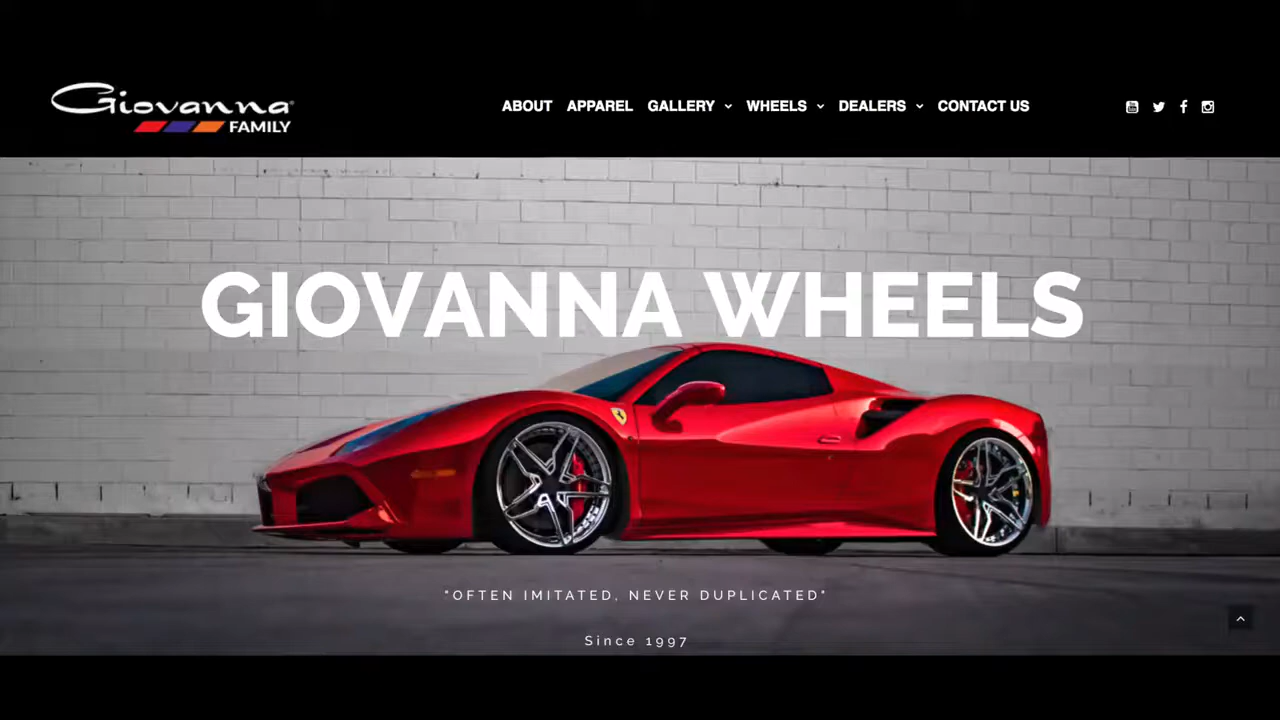 Giovanna
FAMILY
ABOUT APPAREL GALLERY WHEELS DEALERS CONTACT US
GIOVANNA WHEELS
"OFTEN IMITATED, NEVER DUPLICATED"
Since 1997